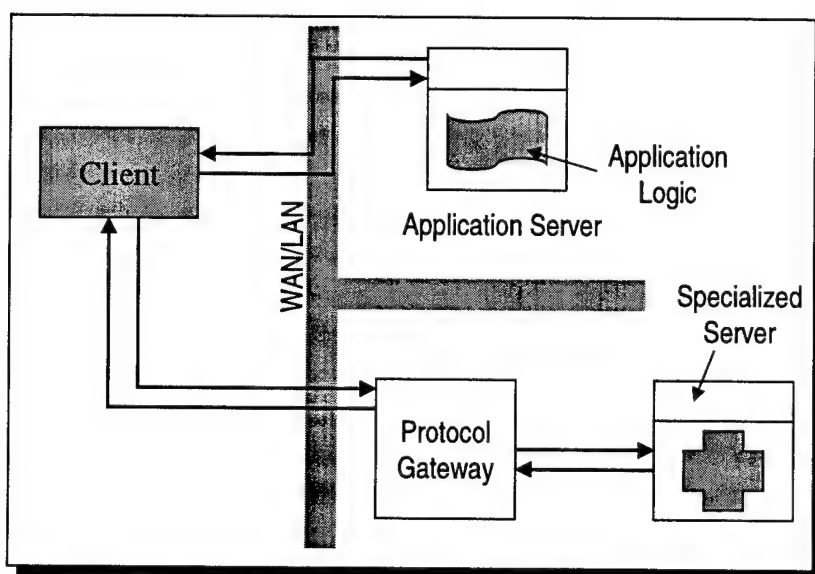 Client
WAN/LAN
Application
Logic
Application Server
Specialized
Server
Protocol
Gateway